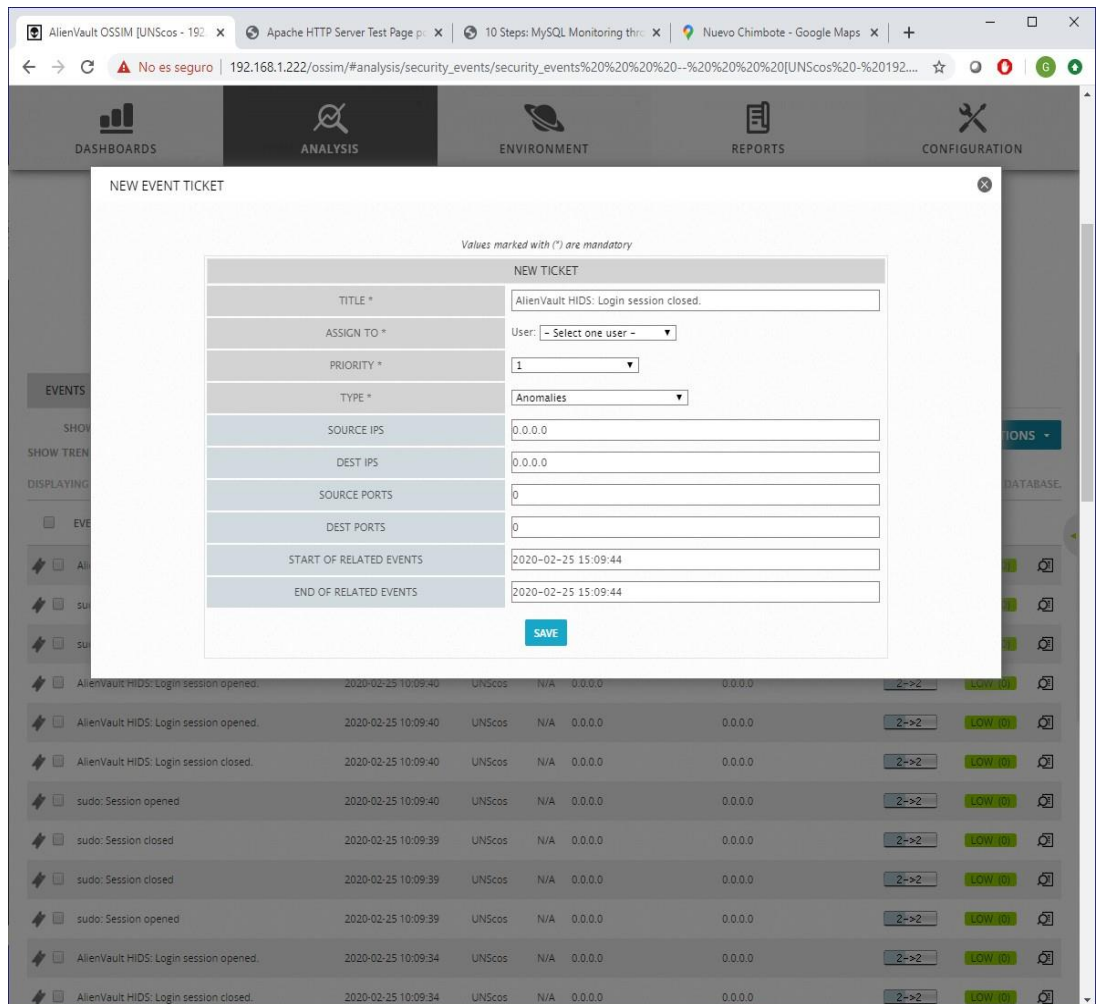 AlienVault OSSIM [UNScos - 192
Apache HTTP Server Test Page p
10 Steps: MySQL Monitoring thr
Nuevo Chimbote - Google Maps
No es seguro | 192.168.1.222/ossim/#analysis/security_events/security_events%20%20%20%20--%20%20%20%20[UNScos%20-%20192....
G
DASHBOARDS
ANALYSIS
ENVIRONMENT
REPORTS
CONFIGURATION
NEW EVENT TICKET
Values marked with (*) are mandatory
NEW TICKET
TITLE * AlienVault HIDS: Login session closed.
ASSIGN TO * User: - Select one user -
PRIORITY * 1
TYPE * Anomalies
SOURCE IPS 0.0.0.0
DEST IPS 0.0.0.0
SOURCE PORTS 0
DEST PORTS 0
START OF RELATED EVENTS 2020-02-25 15:09:44
END OF RELATED EVENTS 2020-02-25 15:09:44
SAVE
EVENTS
SHOW
IONS
SHOW TREN
DISPLAYING
DATABASE.
EVE
Ali
su
su
AlienVault HIDS: Login session opened. 2020-02-25 10:09:40 UNScos N/A 0.0.0.0 0.0.0.0 2->2 LOW (0)
AlienVault HIDS: Login session opened. 2020-02-25 10:09:40 UNScos N/A 0.0.0.0 0.0.0.0 2->2 LOW (0)
AlienVault HIDS: Login session closed. 2020-02-25 10:09:40 UNScos N/A 0.0.0.0 0.0.0.0 2->2 LOW (0)
sudo: Session opened 2020-02-25 10:09:40 UNScos N/A 0.0.0.0 0.0.0.0 2->2 LOW (0)
sudo: Session closed 2020-02-25 10:09:39 UNScos N/A 0.0.0.0 0.0.0.0 2->2 LOW (0)
sudo: Session closed 2020-02-25 10:09:39 UNScos N/A 0.0.0.0 0.0.0.0 2->2 LOW (0)
sudo: Session opened 2020-02-25 10:09:39 UNScos N/A 0.0.0.0 0.0.0.0 2->2 LOW (0)
AlienVault HIDS: Login session opened. 2020-02-25 10:09:34 UNScos N/A 0.0.0.0 0.0.0.0 2->2 LOW (0)
AlienVault HIDS: Login session closed. 2020-02-25 10:09:34 UNScos N/A 0.0.0.0 0.0.0.0 2->2 LOW (0)